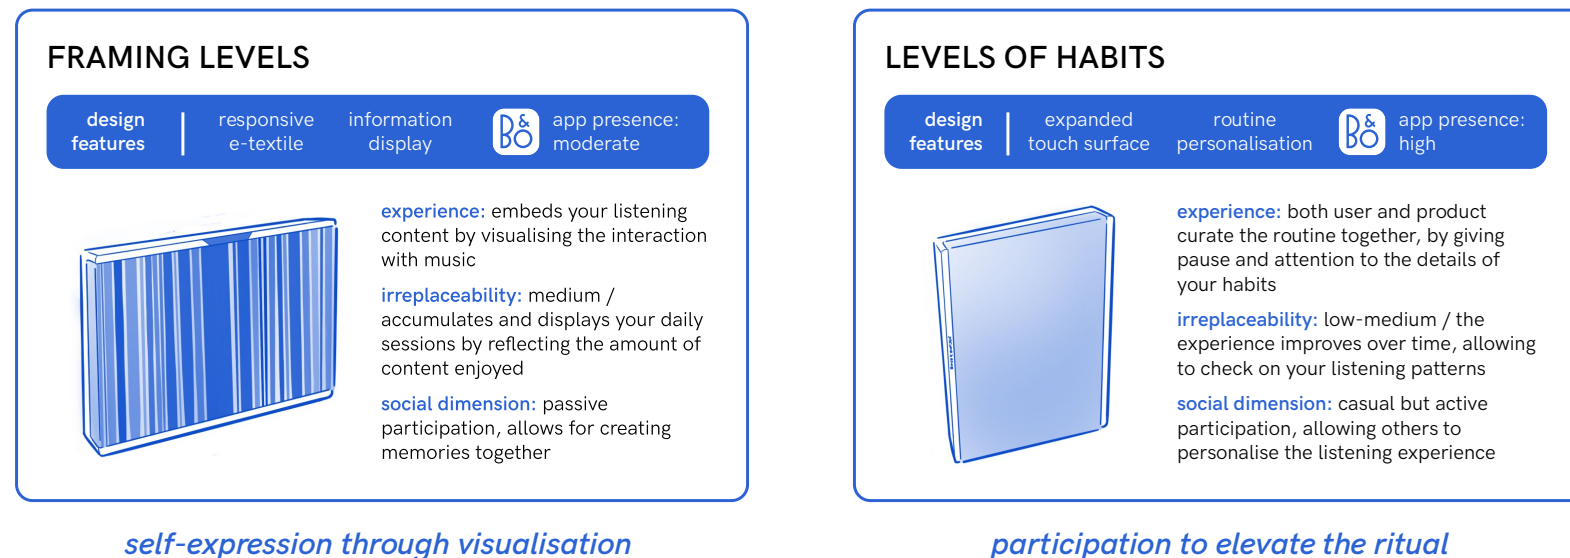 FRAMING LEVELS
design
features
responsive
e-textile
information
display
B&O
app presence:
moderate
experience: embeds your listening
content by visualising the interaction
with music
irreplaceability: medium /
accumulates and displays your daily
sessions by reflecting the amount of
content enjoyed
social dimension: passive
participation, allows for creating
memories together
self-expression through visualisation
LEVELS OF HABITS
design
features
expanded
touch surface
routine
personalisation
B&O
app presence:
high
experience: both user and product
curate the routine together, by giving
pause and attention to the details of
your habits
irreplaceability: low-medium / the
experience improves over time, allowing
to check on your listening patterns
social dimension: casual but active
participation, allowing others to
personalise the listening experience
participation to elevate the ritual